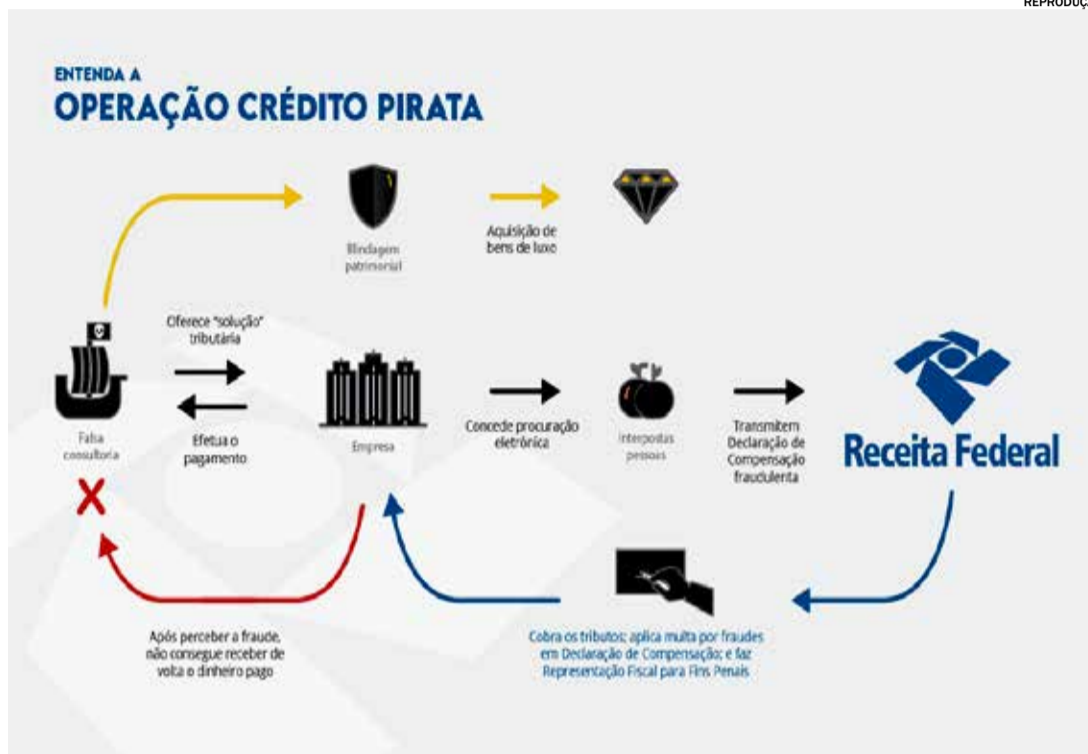 REPRODUÇ
ENTENDA A
OPERAÇÃO CRÉDITO PIRATA
Blindagem
patrimonial
Aquisição de
bens de luxo
Oferece "solução"
tributária
Efetua o
pagamento
Falsa
consultoria
Empresa
Concede procuração
eletrônica
Interpostas
pessoas
Transmitem
Declaração de
Compensação
fraudulenta
Receita Federal
Após perceber a fraude,
não consegue receber de
volta o dinheiro pago
Cobra os tributos; aplica multa por fraudes
em Declaração de Compensação; e faz
Representação Fiscal para Fins Penais